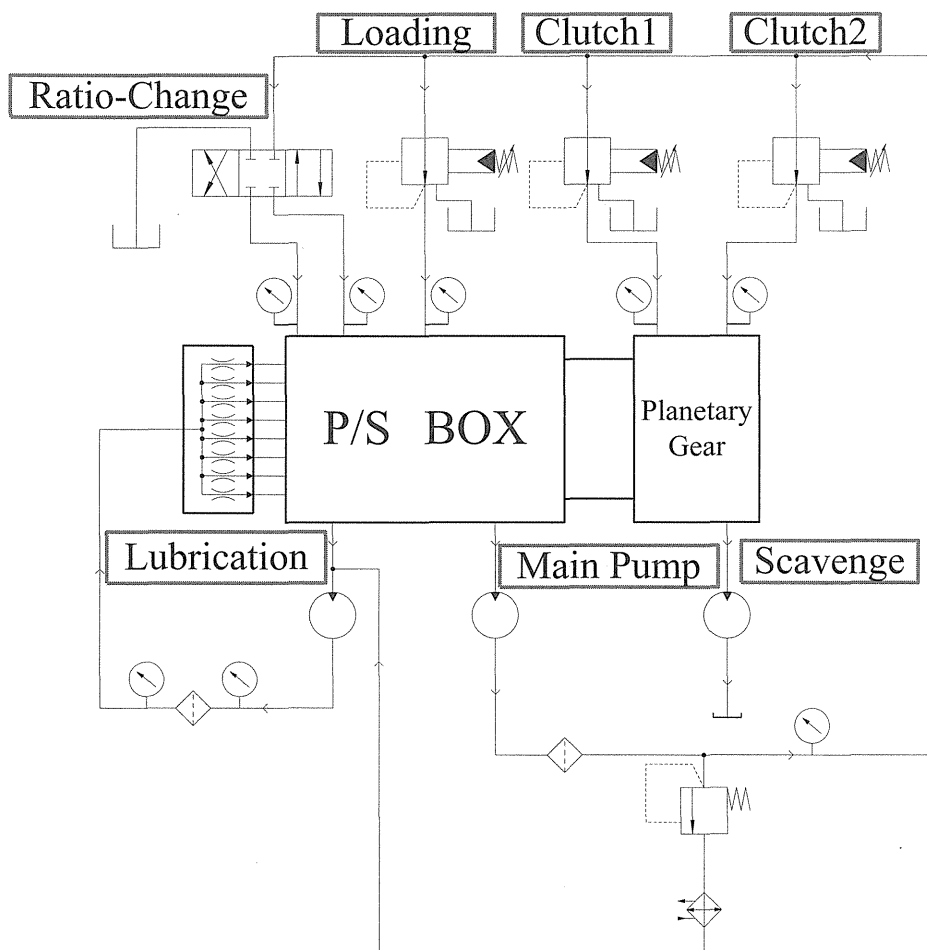 Loading
Clutch1
Clutch2
Ratio-Change
P/S BOX
Planetary
Gear
Lubrication
Main Pump
Scavenge